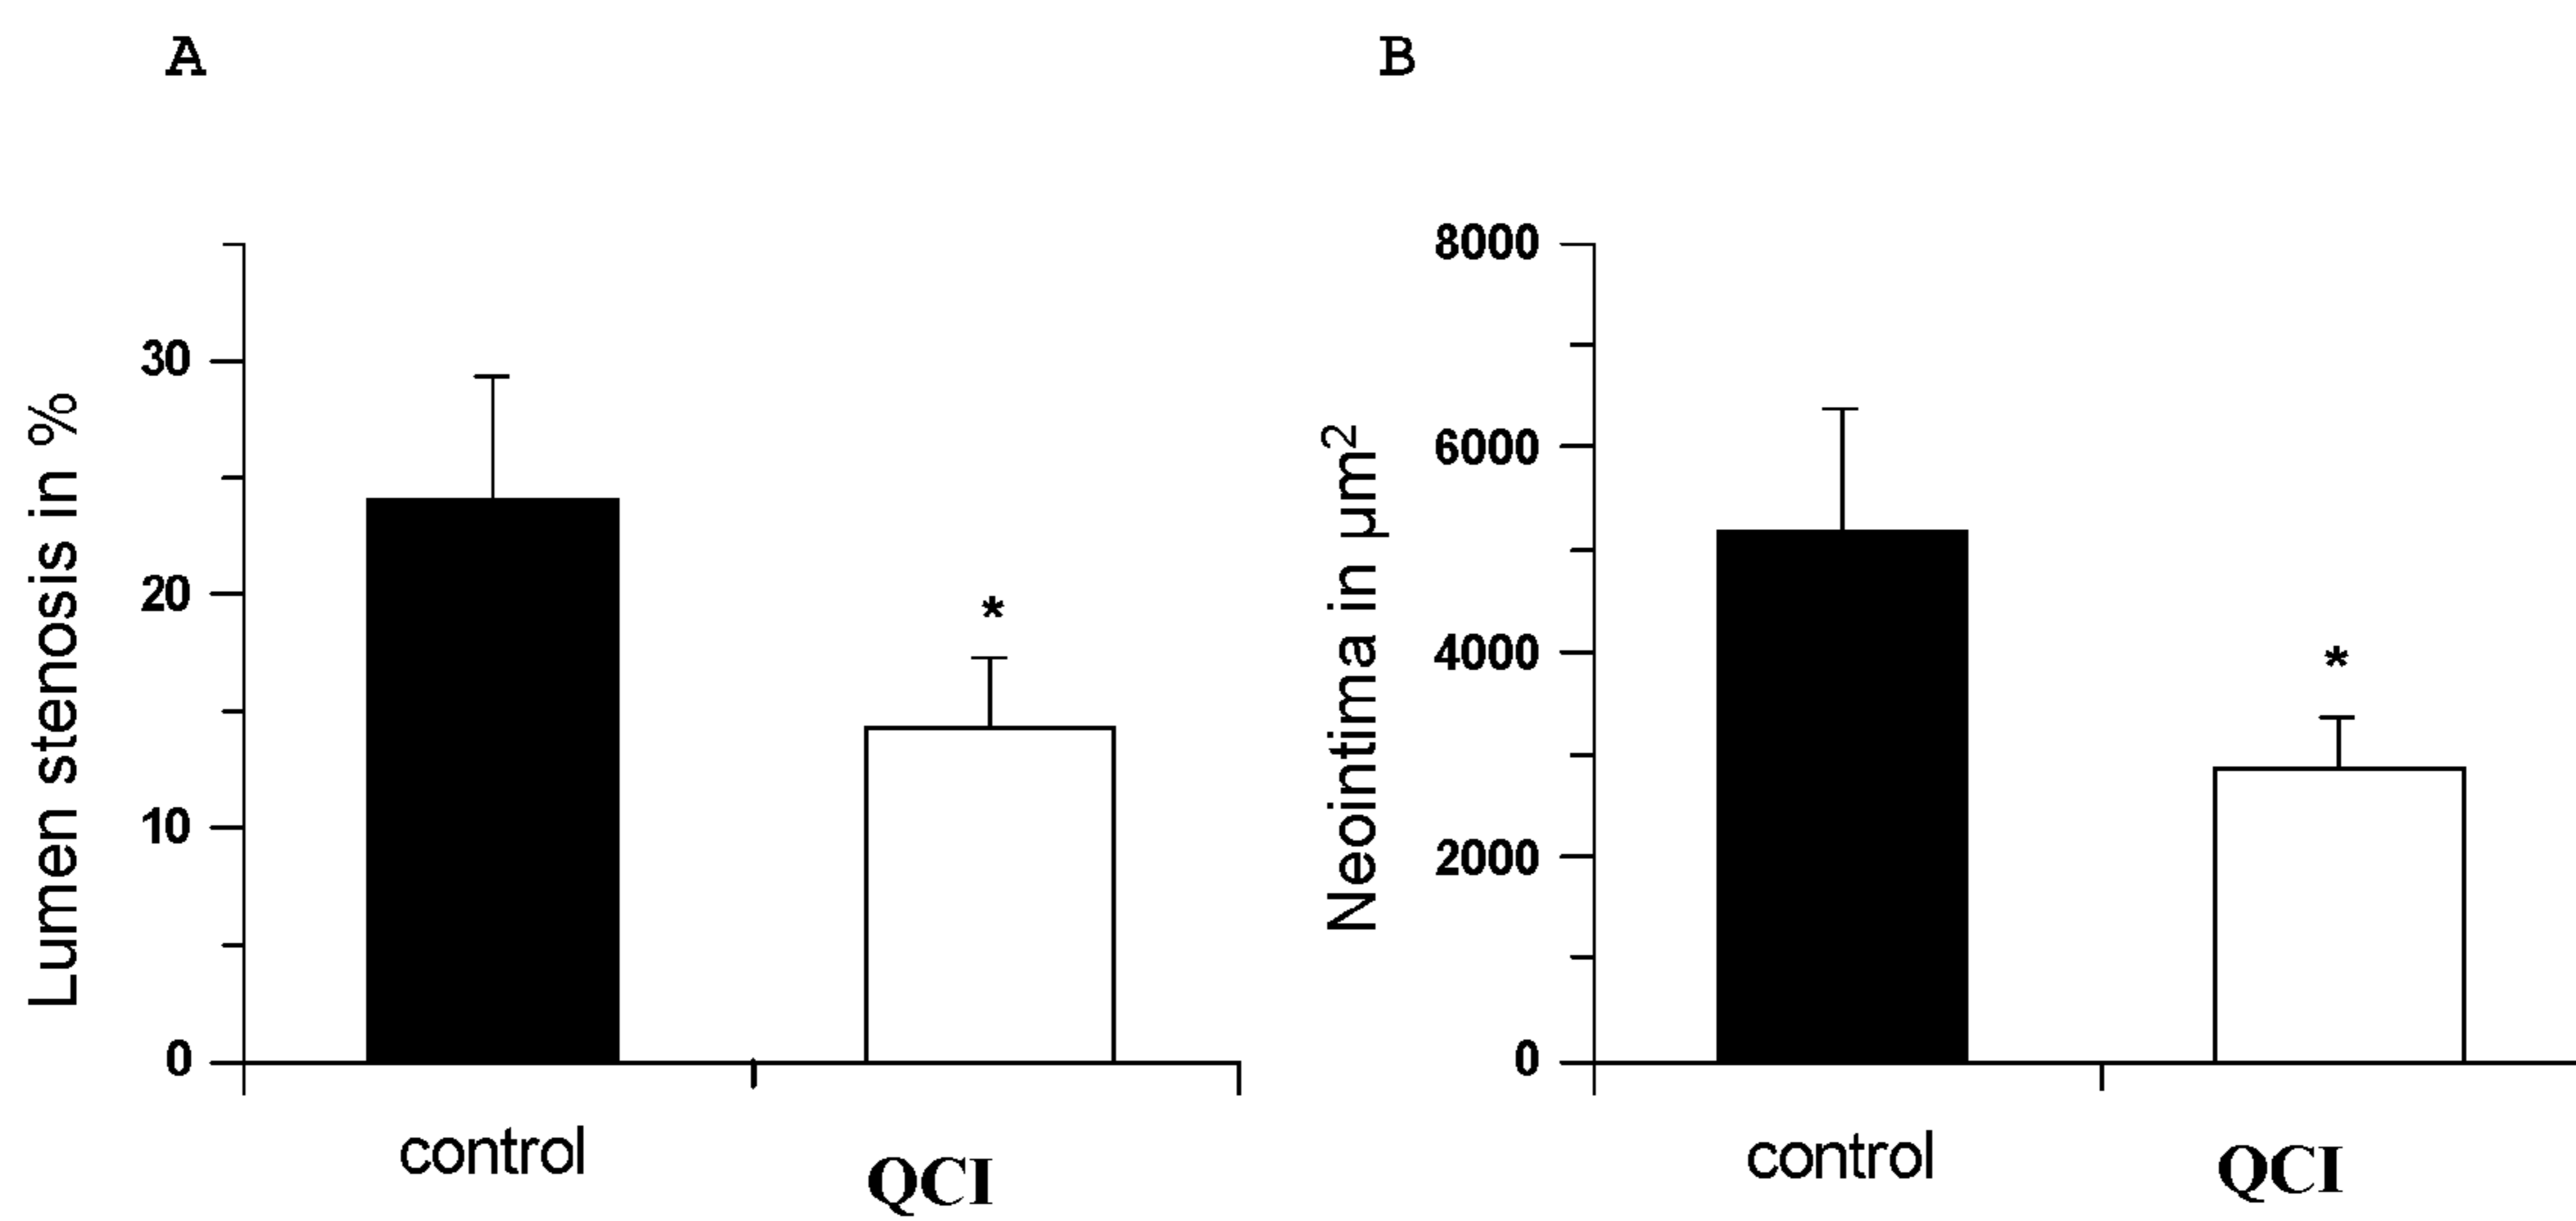 A
Lumen stenosis in %
30
20
10
0
*
control
QCI
B
Neointima in µm²
8000
6000
4000
2000
0
*
control
QCI